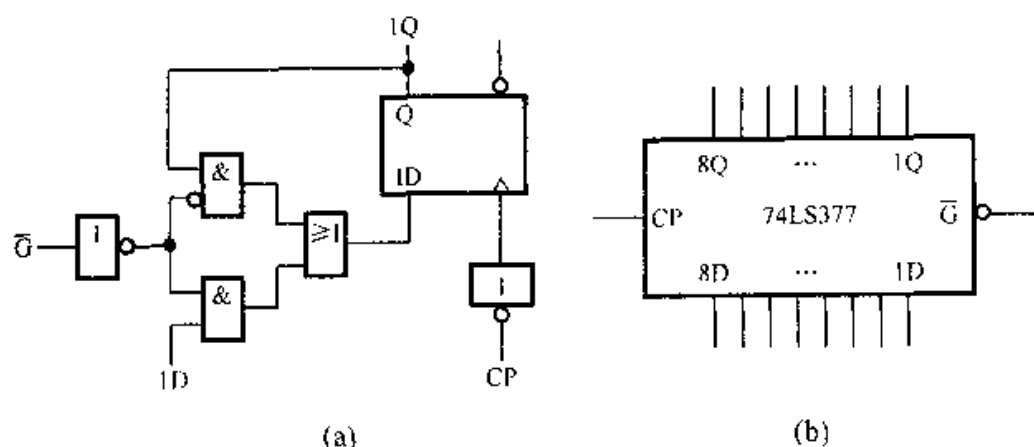 1Q
Q
1D
&
1
G̅
≥1
&
1
1D
CP
(a)
8Q ... 1Q
CP 74LS377 G̅
8D ... 1D
(b)